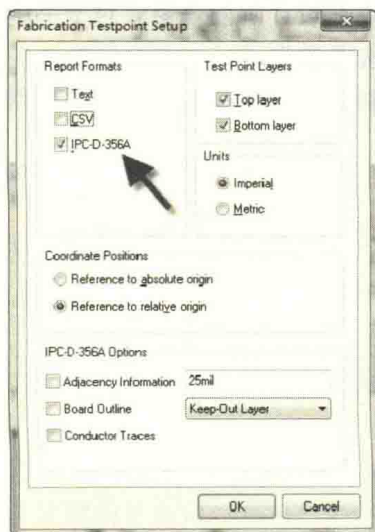 Fabrication Testpoint Setup
Report Formats
Text
CSV
IPC-D-356A
Test Point Layers
Top layer
Bottom layer
Units
Imperial
Metric
Coordinate Positions
Reference to absolute origin
Reference to relative origin
IPC-D-356A Options
Adjacency Information 25mil
Board Outline Keep-Out Layer
Conductor Traces
OK Cancel